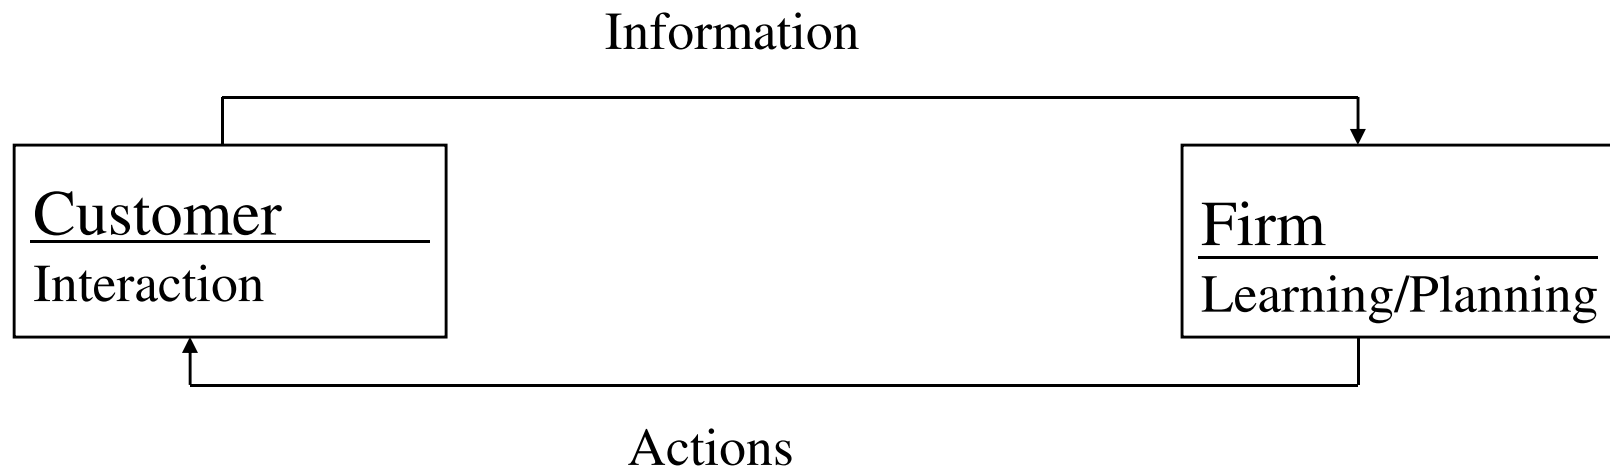 Information
Customer
Interaction
Firm
Learning/Planning
Actions